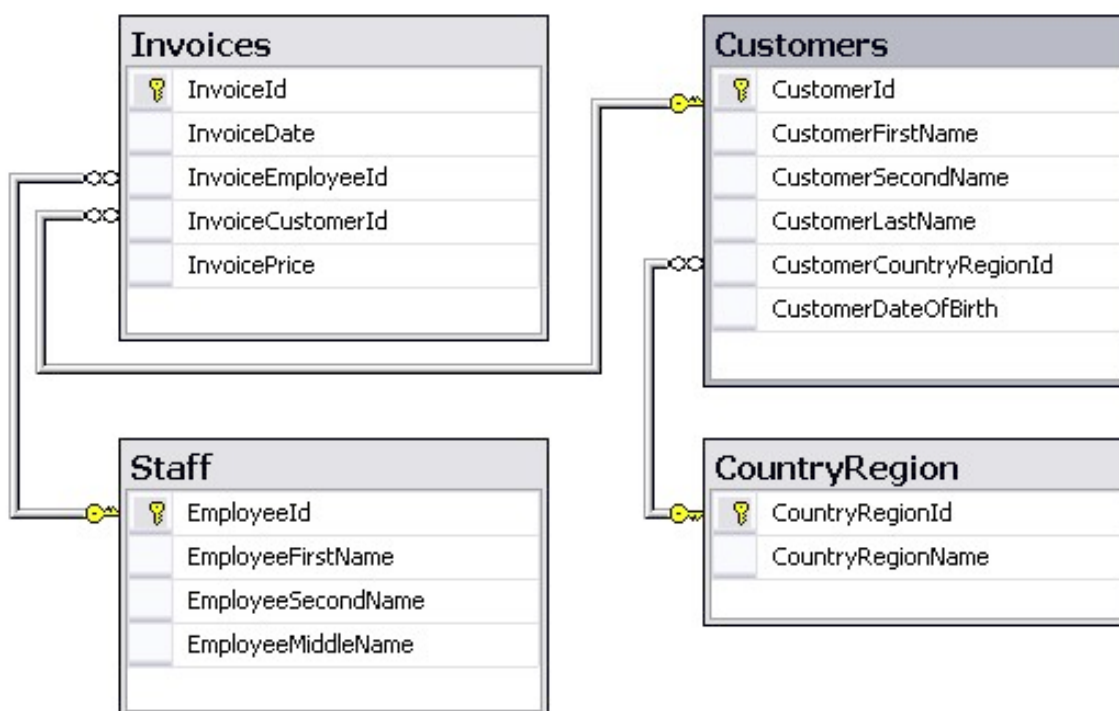 Invoices
InvoiceId
InvoiceDate
InvoiceEmployeeId
InvoiceCustomerId
InvoicePrice
Customers
CustomerId
CustomerFirstName
CustomerSecondName
CustomerLastName
CustomerCountryRegionId
CustomerDateOfBirth
Staff
EmployeeId
EmployeeFirstName
EmployeeSecondName
EmployeeMiddleName
CountryRegion
CountryRegionId
CountryRegionName